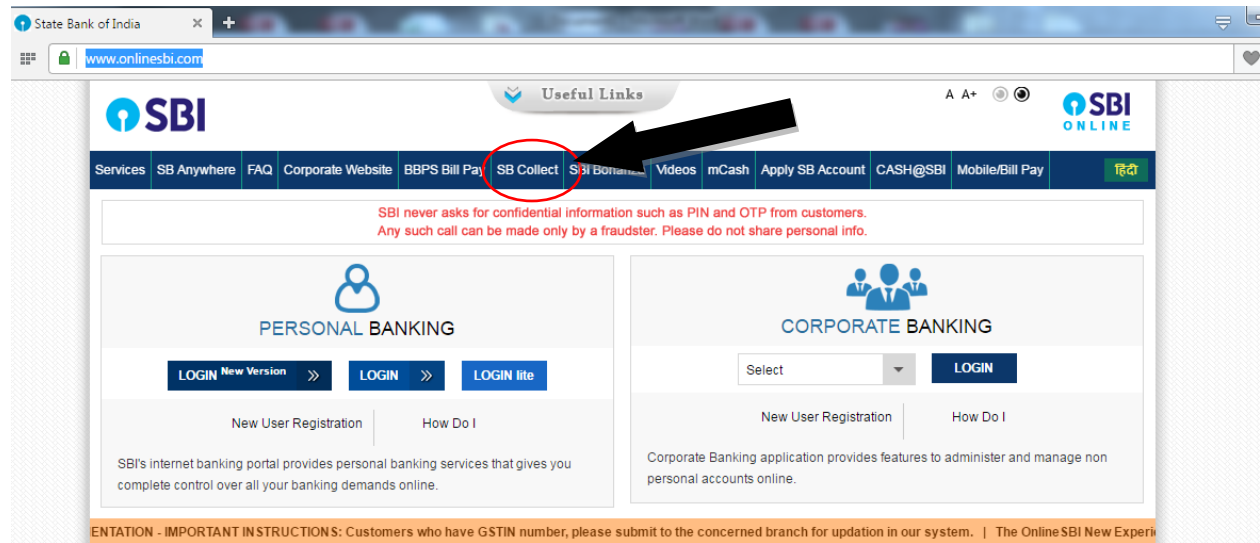 State Bank of India
www.onlinesbi.com
SBI
Useful Links
A A+
SBI
ONLINE
Services SB Anywhere FAQ Corporate Website BBPS Bill Pay SB Collect SBI Bonanza Videos mCash Apply SB Account CASH@SBI Mobile/Bill Pay हिंदी
SBI never asks for confidential information such as PIN and OTP from customers.
Any such call can be made only by a fraudster. Please do not share personal info.
PERSONAL BANKING
LOGIN New Version LOGIN LOGIN lite
New User Registration How Do I
SBI's internet banking portal provides personal banking services that gives you
complete control over all your banking demands online.
CORPORATE BANKING
Select LOGIN
New User Registration How Do I
Corporate Banking application provides features to administer and manage non
personal accounts online.
ENTATION - IMPORTANT INSTRUCTIONS: Customers who have GSTIN number, please submit to the concerned branch for updation in our system. | The OnlineSBI New Experi